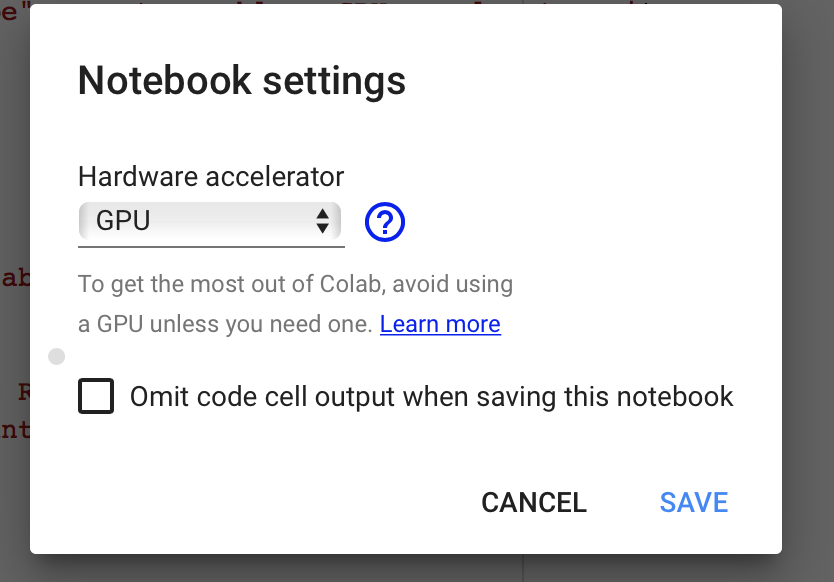 Notebook settings
Hardware accelerator
GPU
?
To get the most out of Colab, avoid using
a GPU unless you need one. Learn more
ab
R
Omit code cell output when saving this notebook
nt
CANCEL SAVE